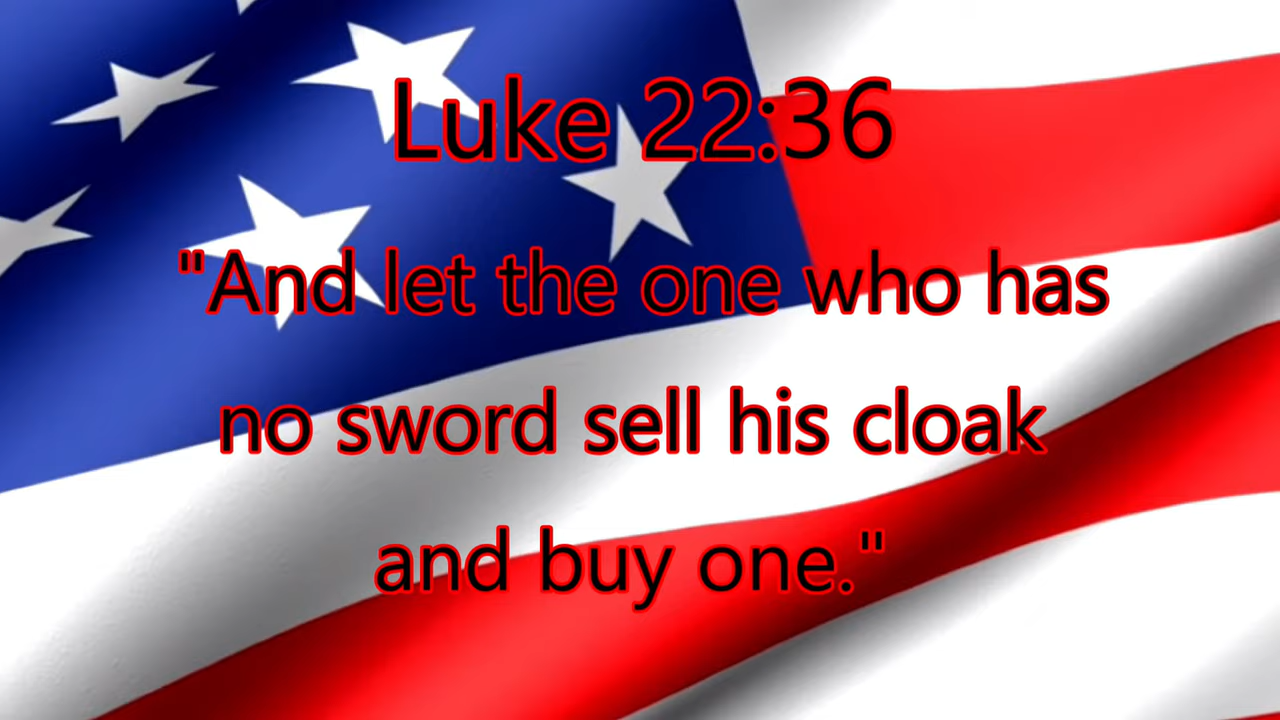 Luke 22:36
"And let the one who has
no sword sell his cloak
and buy one."